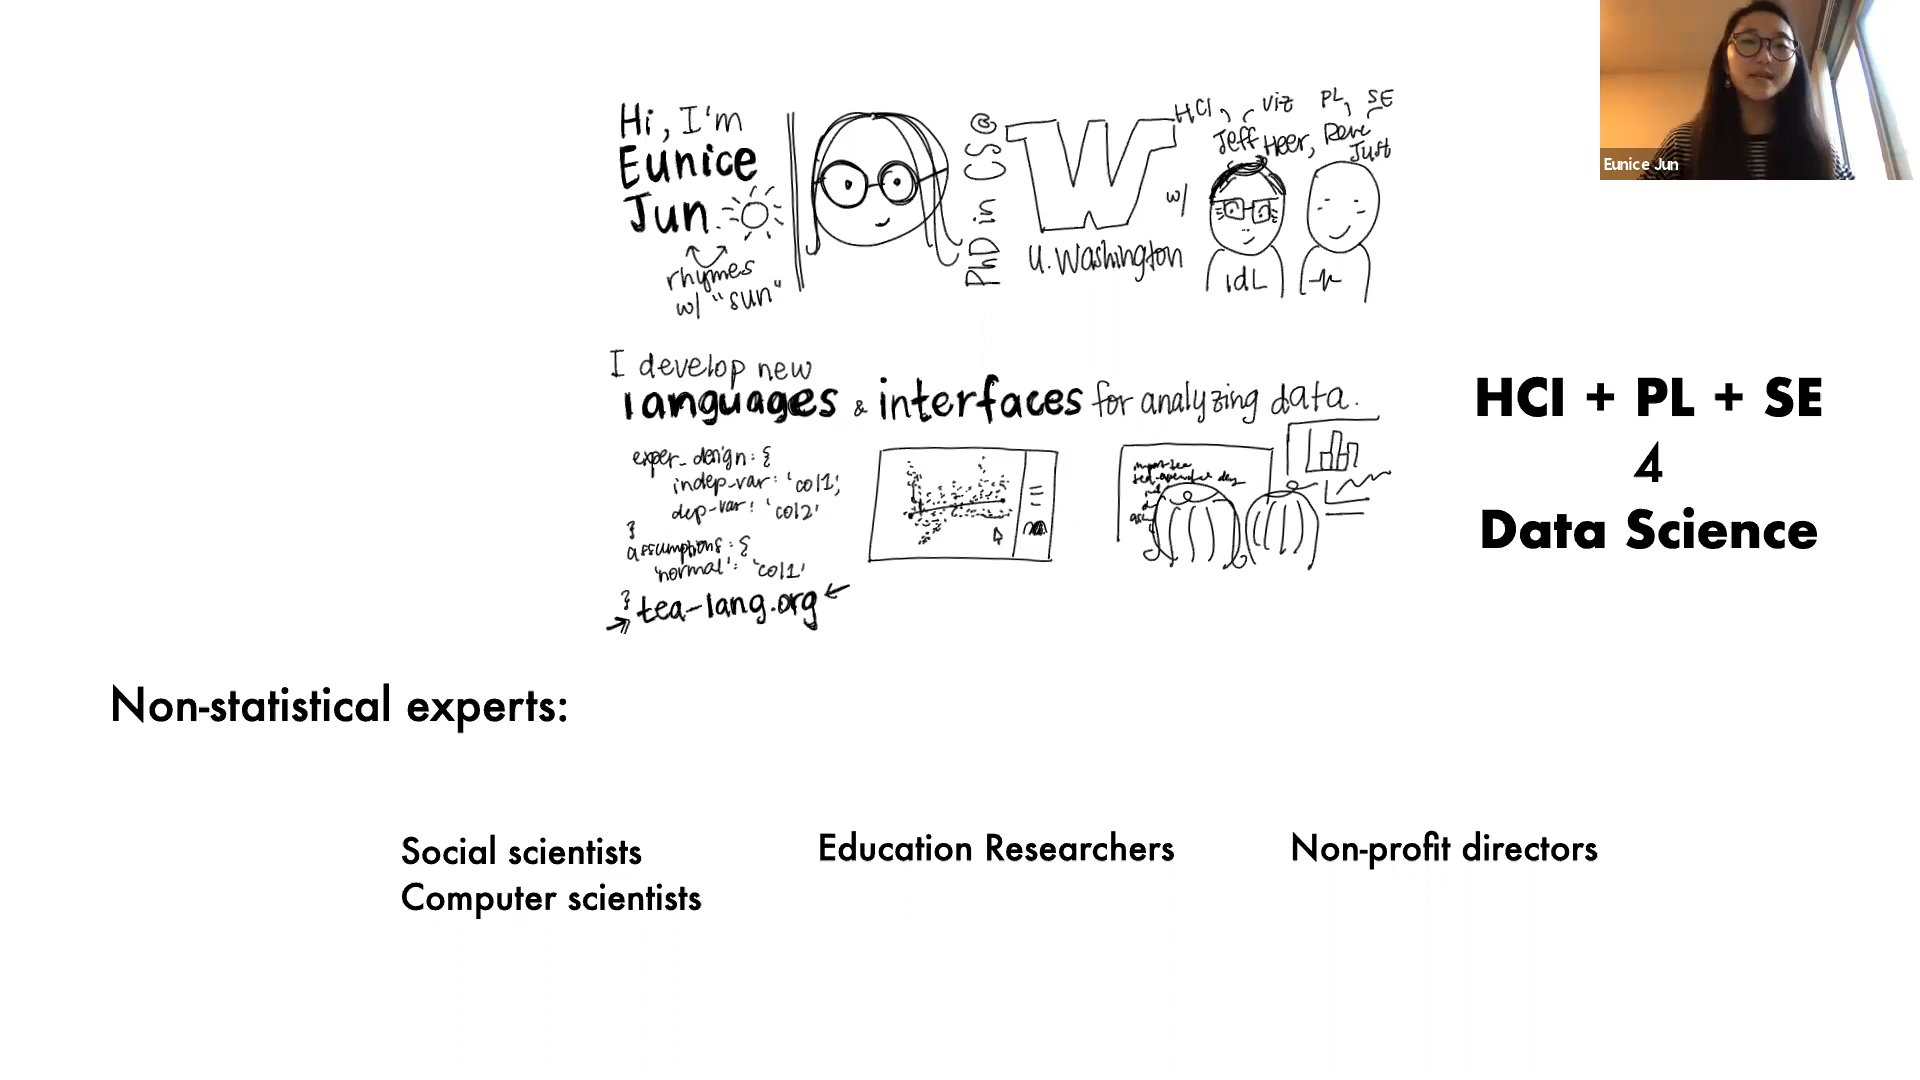 Hi, I'm
Eunice
Jun
rhymes
w/ "sun"
PhD in CS @
U. Washington
w/
HCI, Viz PL, SE
Jeff Heer, René
Just
idL
Eunice Jun
I develop new
languages & interfaces for analyzing data.
exper_design: {
indep_var: 'col1',
dep_var: 'col2'
}
assumptions: {
'normal': 'col1'
}
tea-lang.org
import tea
HCI + PL + SE
4
Data Science
Non-statistical experts:
Social scientists
Computer scientists
Education Researchers
Non-profit directors